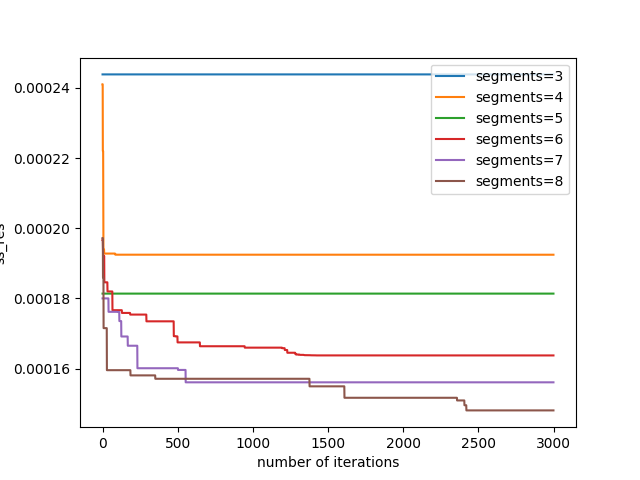 0.00024
0.00022
0.00020
0.00018
0.00016
ss_res
0
500
1000
1500
2000
2500
3000
number of iterations
segments=3
segments=4
segments=5
segments=6
segments=7
segments=8